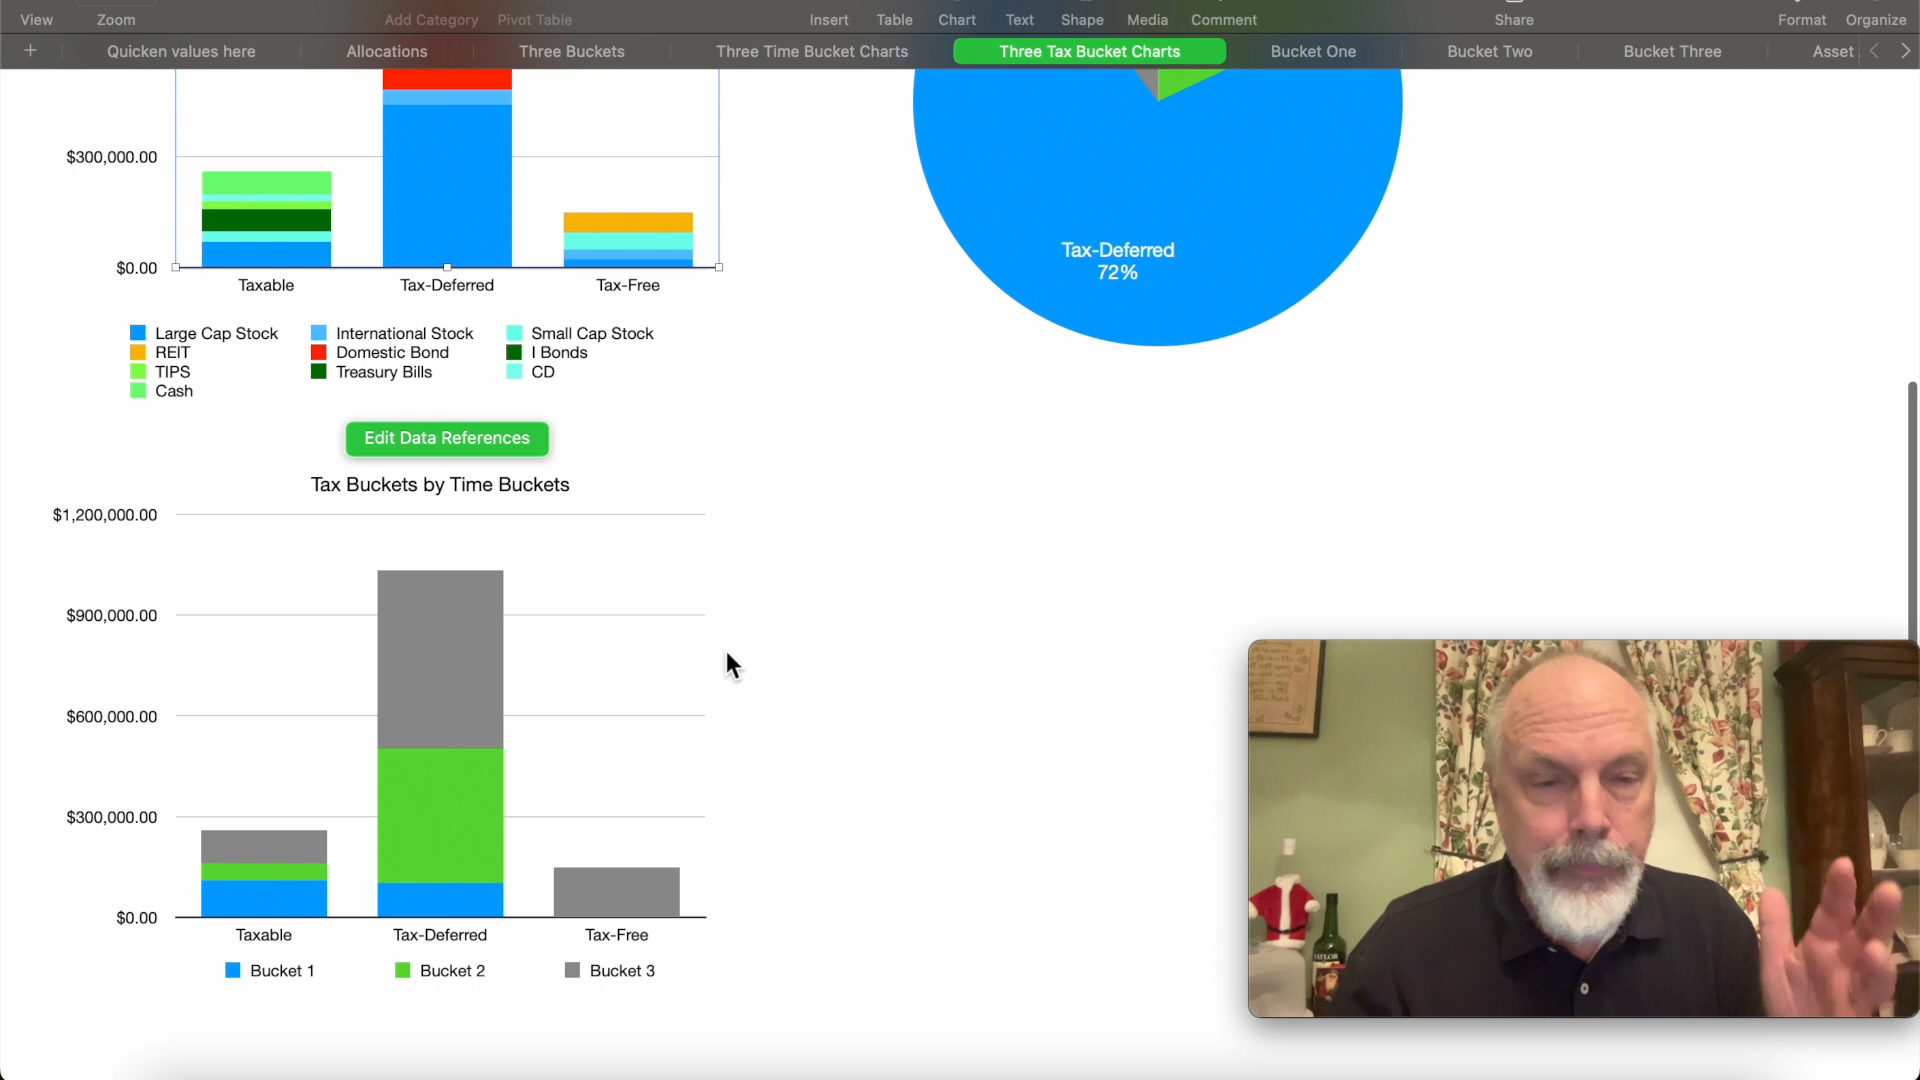 View
Zoom
Add Category
Pivot Table
Insert
Table
Chart
Text
Shape
Media
Comment
Share
Format
Organize
+
Quicken values here
Allocations
Three Buckets
Three Time Bucket Charts
Three Tax Bucket Charts
Bucket One
Bucket Two
Bucket Three
Asset
$300,000.00
$0.00
Taxable
Tax-Deferred
Tax-Free
Large Cap Stock
International Stock
Small Cap Stock
REIT
Domestic Bond
I Bonds
TIPS
Treasury Bills
CD
Cash
Tax-Deferred
72%
Edit Data References
Tax Buckets by Time Buckets
$1,200,000.00
$900,000.00
$600,000.00
$300,000.00
$0.00
Taxable
Tax-Deferred
Tax-Free
Bucket 1
Bucket 2
Bucket 3